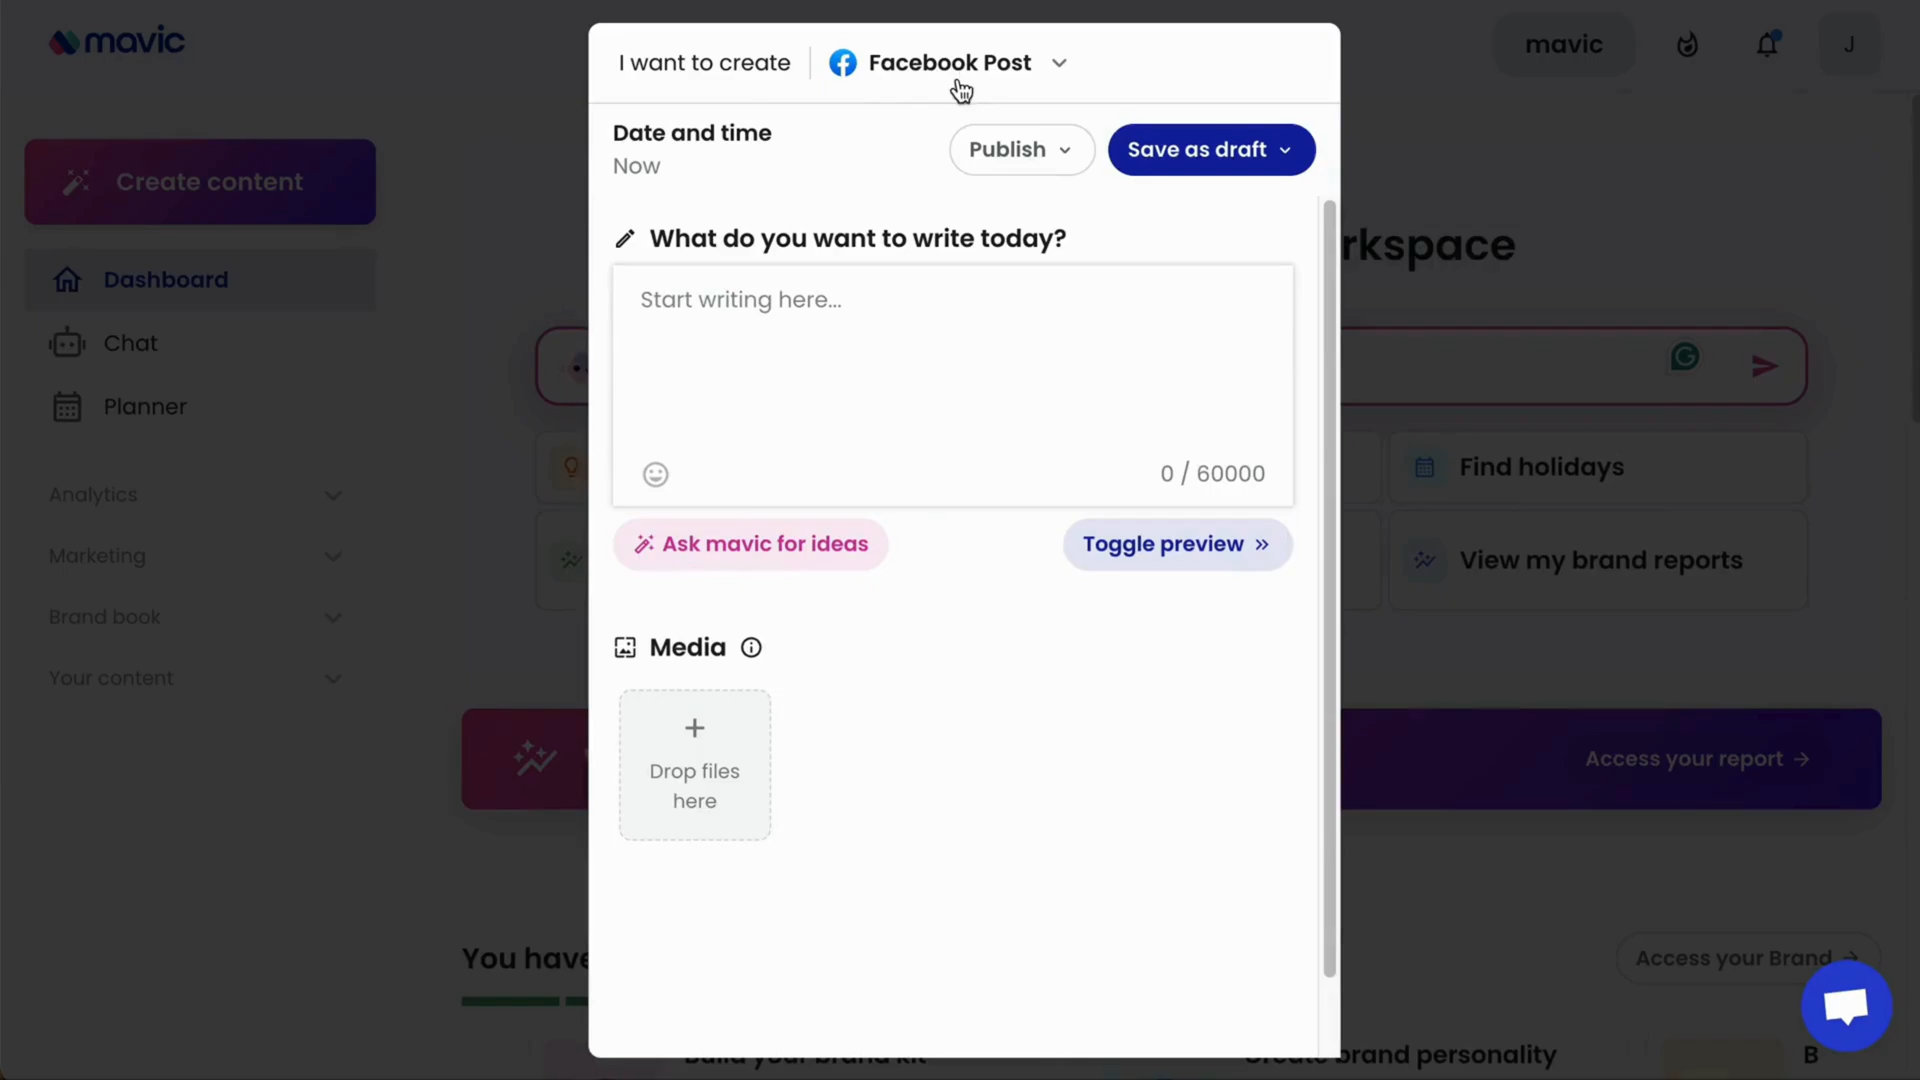 mavic
mavic
J
I want to create
Facebook Post
Date and time
Now
Publish
Save as draft
Create content
Dashboard
Chat
Planner
Analytics
Marketing
Brand book
Your content
What do you want to write today?
Start writing here...
0 / 60000
Ask mavic for ideas
Toggle preview
Media
Drop files
here
rkspace
Find holidays
View my brand reports
Access your report
You have
Access your Brand
Build your brand kit
Create brand personality
B